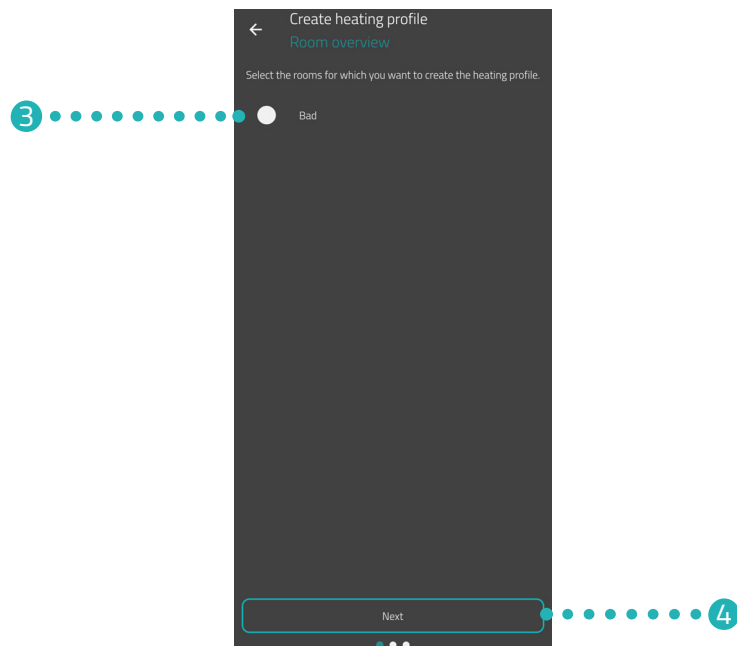 Create heating profile
Room overview
Select the rooms for which you want to create the heating profile.
3
Bad
Next
4